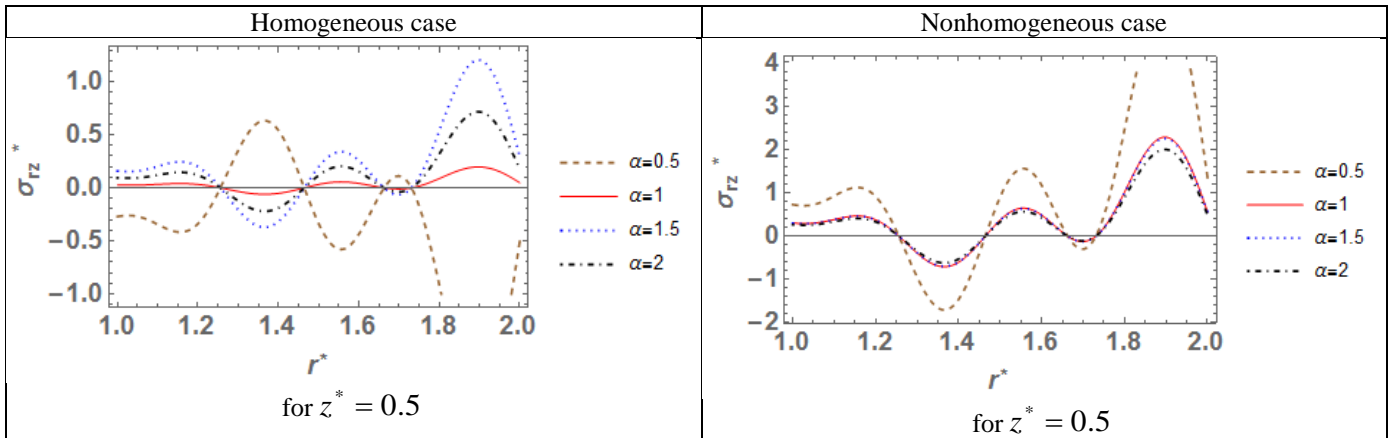 Homogeneous case
Nonhomogeneous case
1.0
0.5
0.0
−0.5
−1.0
σrz*
1.0 1.2 1.4 1.6 1.8 2.0
r*
α=0.5
α=1
α=1.5
α=2
for z* = 0.5
4
3
2
1
0
−1
−2
σrz*
1.0 1.2 1.4 1.6 1.8 2.0
r*
α=0.5
α=1
α=1.5
α=2
for z* = 0.5